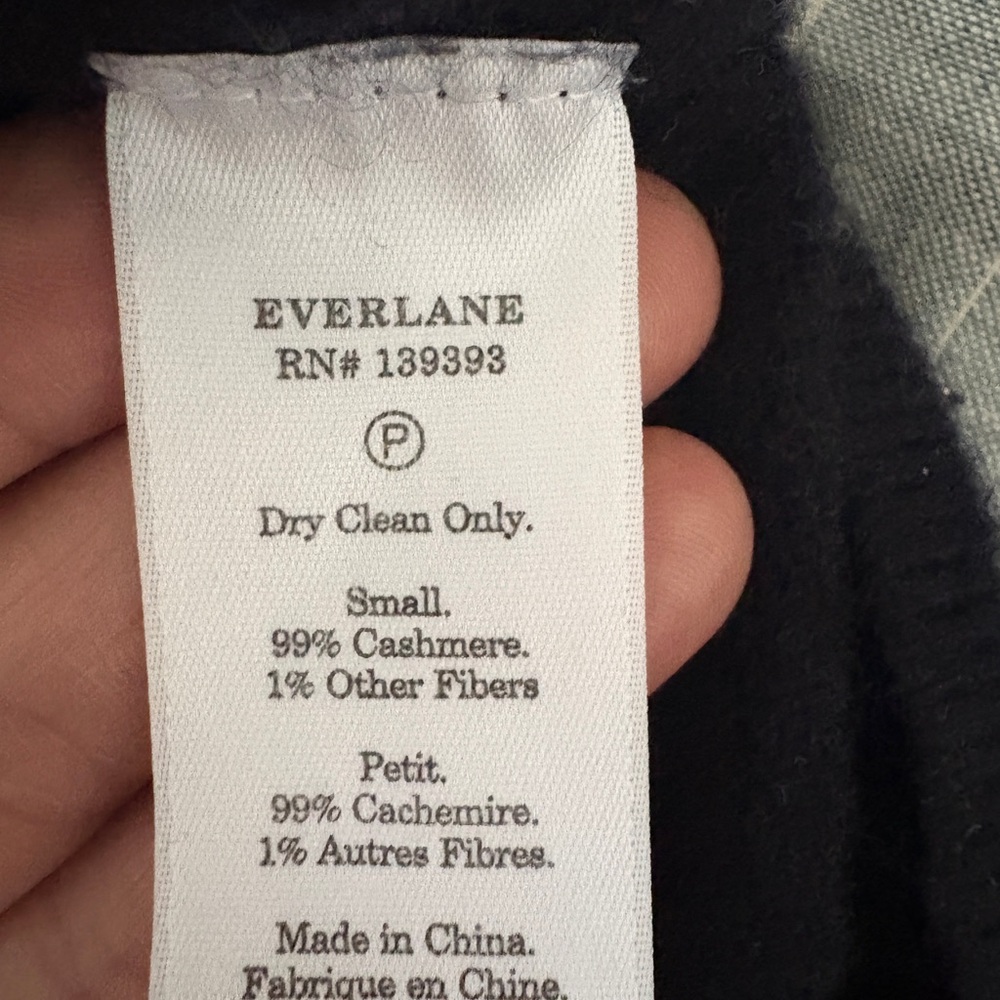 EVERLANE
RN# 139393
P
Dry Clean Only.
Small.
99% Cashmere.
1% Other Fibers
Petit.
99% Cachemire.
1% Autres Fibres.
Made in China.
Fabrique en Chine.